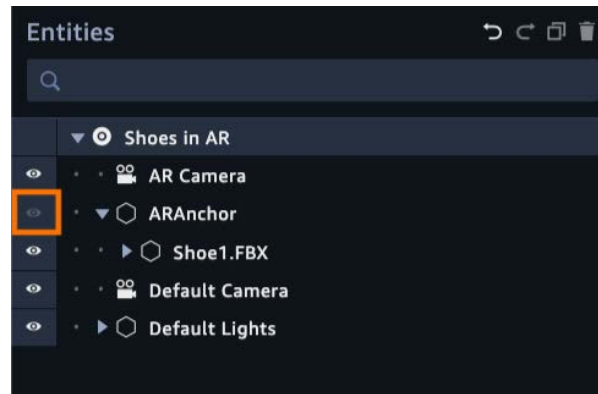 Entities
Shoes in AR
AR Camera
ARAnchor
Shoe1.FBX
Default Camera
Default Lights